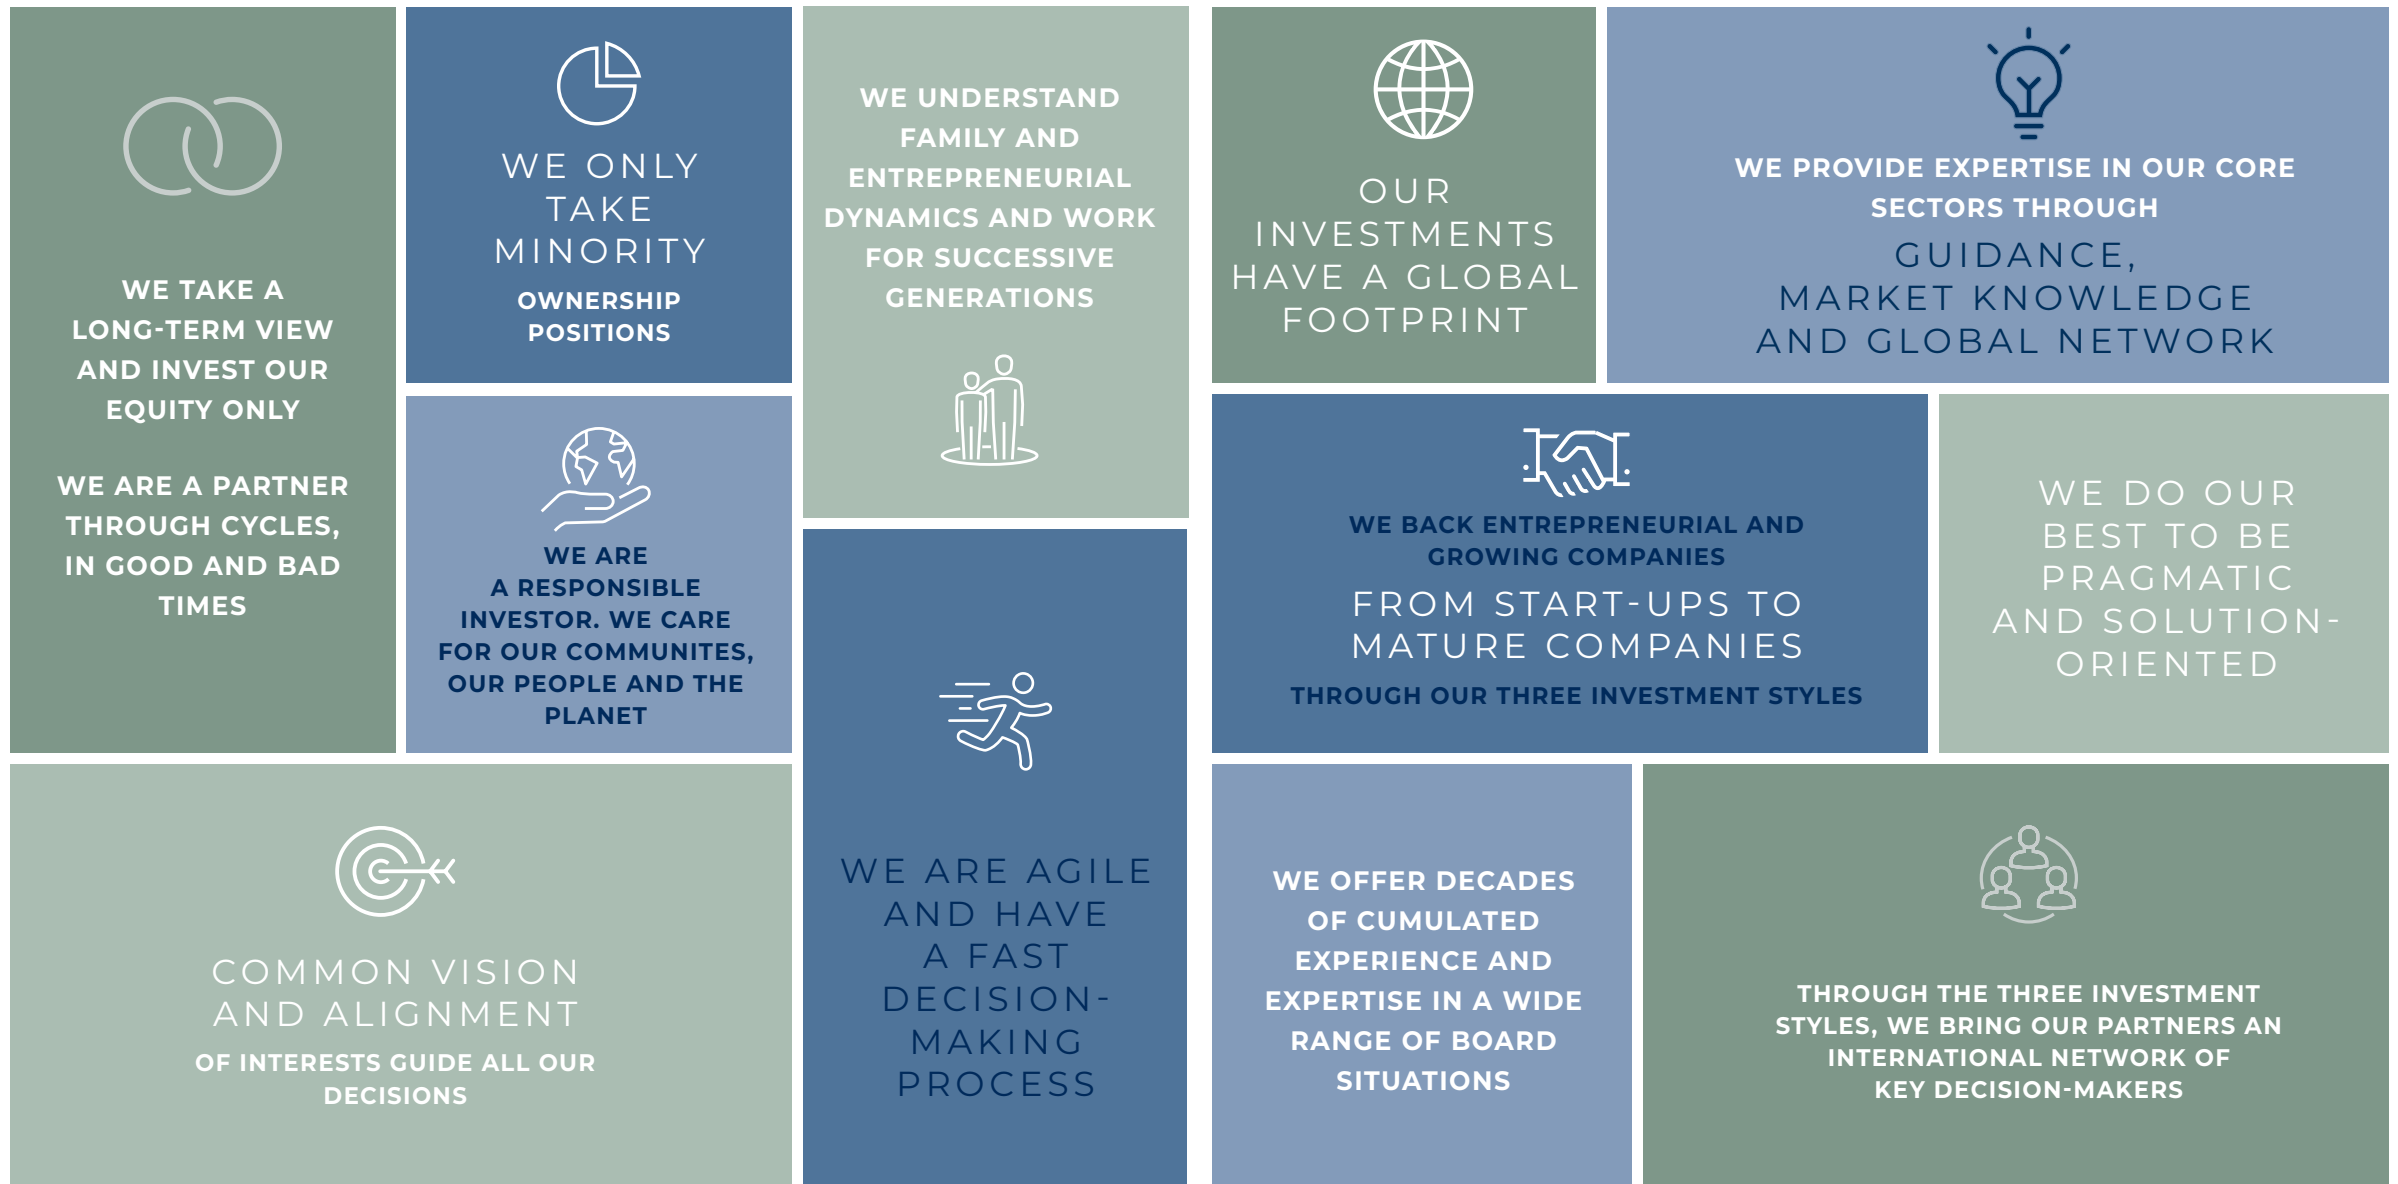 WE TAKE A
LONG-TERM VIEW
AND INVEST OUR
EQUITY ONLY
WE ARE A PARTNER
THROUGH CYCLES,
IN GOOD AND BAD
TIMES
WE ONLY
TAKE
MINORITY
OWNERSHIP
POSITIONS
WE ARE
A RESPONSIBLE
INVESTOR. WE CARE
FOR OUR COMMUNITES,
OUR PEOPLE AND THE
PLANET
WE UNDERSTAND
FAMILY AND
ENTREPRENEURIAL
DYNAMICS AND WORK
FOR SUCCESSIVE
GENERATIONS
COMMON VISION
AND ALIGNMENT
OF INTERESTS GUIDE ALL OUR
DECISIONS
WE ARE AGILE
AND HAVE
A FAST
DECISION-
MAKING
PROCESS
OUR
INVESTMENTS
HAVE A GLOBAL
FOOTPRINT
WE PROVIDE EXPERTISE IN OUR CORE
SECTORS THROUGH
GUIDANCE,
MARKET KNOWLEDGE
AND GLOBAL NETWORK
WE BACK ENTREPRENEURIAL AND
GROWING COMPANIES
FROM START-UPS TO
MATURE COMPANIES
THROUGH OUR THREE INVESTMENT STYLES
WE DO OUR
BEST TO BE
PRAGMATIC
AND SOLUTION-
ORIENTED
WE OFFER DECADES
OF CUMULATED
EXPERIENCE AND
EXPERTISE IN A WIDE
RANGE OF BOARD
SITUATIONS
THROUGH THE THREE INVESTMENT
STYLES, WE BRING OUR PARTNERS AN
INTERNATIONAL NETWORK OF
KEY DECISION-MAKERS